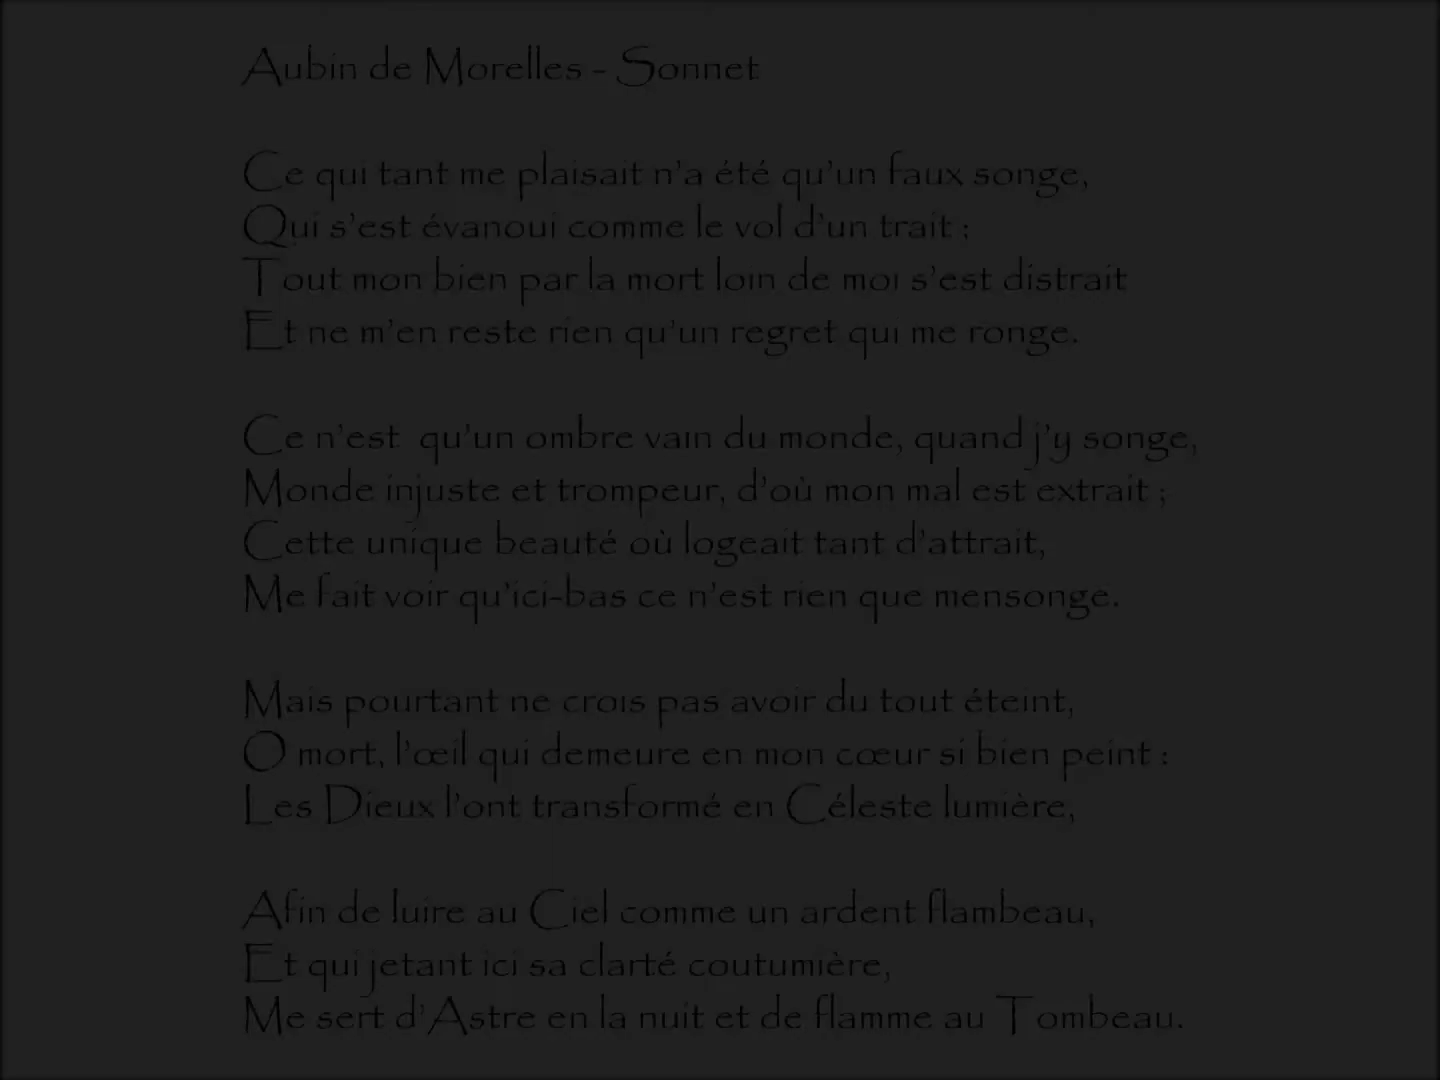 Aubin de Morelles - Sonnet
Ce qui tant me plaisait n'a été qu'un faux songe,
Qui s'est évanoui comme le vol d'un trait ;
Tout mon bien par la mort loin de moi s'est distrait
Et ne m'en reste rien qu'un regret qui me ronge.
Ce n'est qu'un ombre vain du monde, quand j'y songe,
Monde injuste et trompeur, d'où mon mal est extrait ;
Cette unique beauté où logeait tant d'attrait,
Me fait voir qu'ici-bas ce n'est rien que mensonge.
Mais pourtant ne crois pas avoir du tout éteint,
O mort, l'œil qui demeure en mon cœur si bien peint :
Les Dieux l'ont transformé en Céleste lumière,
Afin de luire au Ciel comme un ardent flambeau,
Et qui jetant ici sa clarté coutumière,
Me sert d'Astre en la nuit et de flamme au Tombeau.